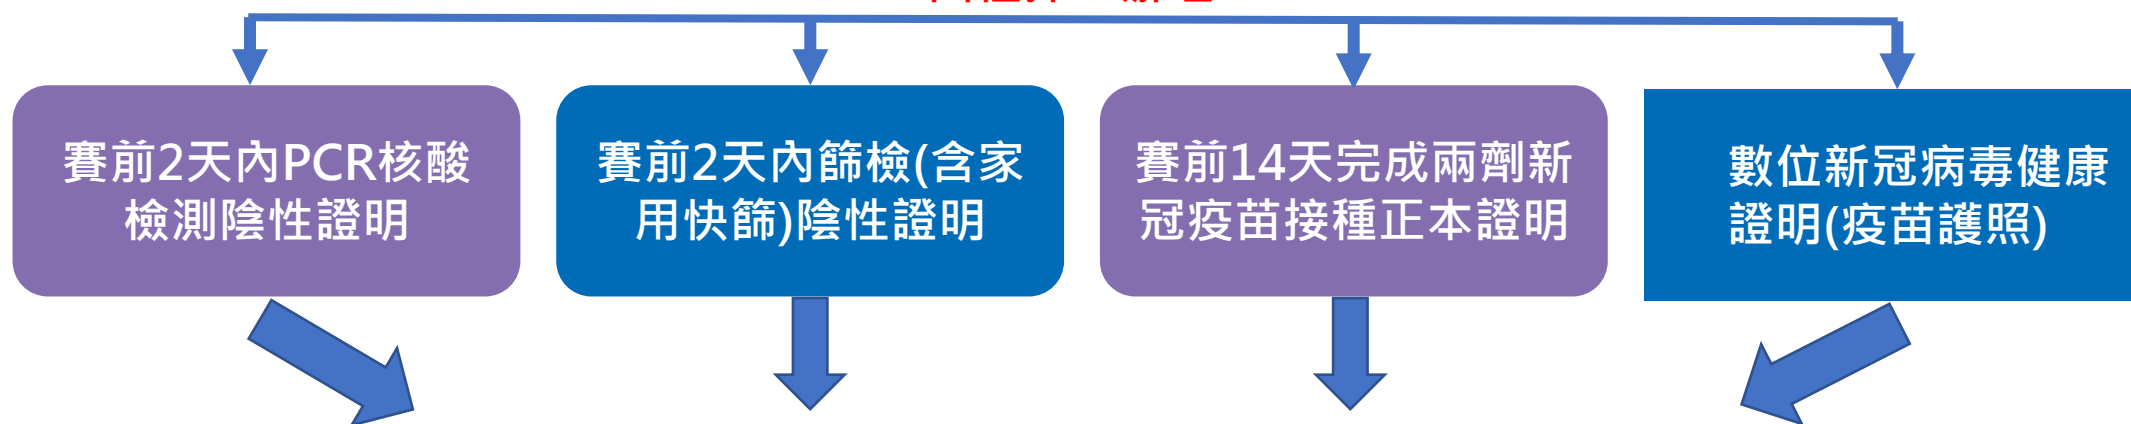 賽前2天內PCR核酸
檢測陰性證明
賽前2天內篩檢(含家
用快篩)陰性證明
賽前14天完成兩劑新
冠疫苗接種正本證明
數位新冠病毒健康
證明(疫苗護照)